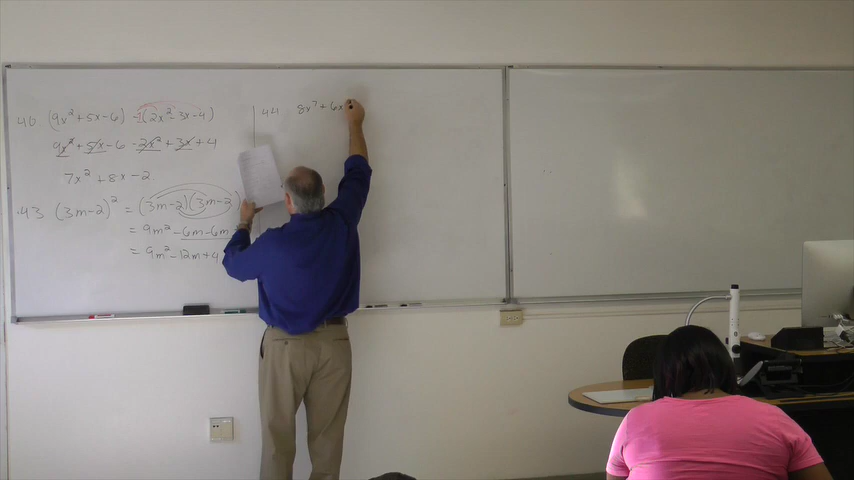 40 (9x²+5x-6) -1(2x²-3x-4)
9x²+5x-6 -2x²+3x+4
7x²+8x-2
43 (3m-2)² = (3m-2)(3m-2)
= 9m²-6m-6m
= 9m²-12m+4
44 8x⁷+6x